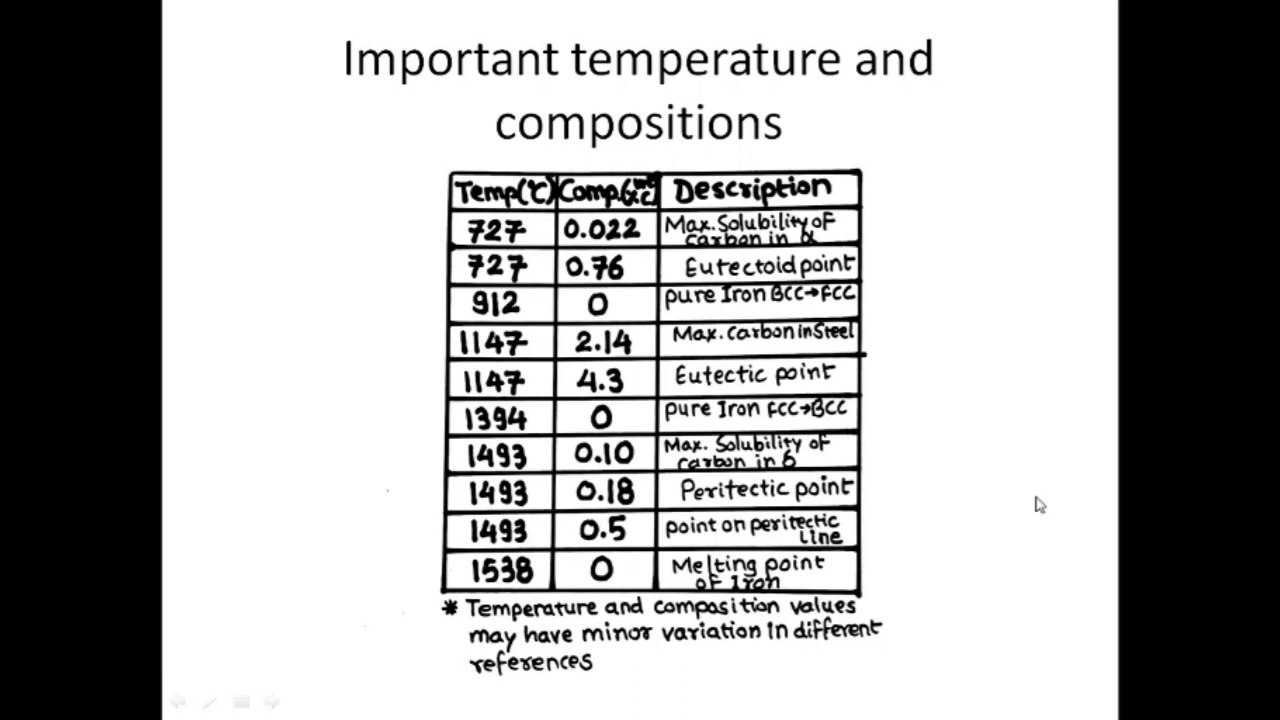 Important temperature and
compositions
Temp(℃) Comp.(wt% C) Description
727 0.022 Max. Solubility of
carbon in α
727 0.76 Eutectoid point
912 0 pure Iron BCC→FCC
1147 2.14 Max. Carbon in Steel
1147 4.3 Eutectic point
1394 0 pure Iron FCC→BCC
1493 0.10 Max. Solubility of
carbon in δ
1493 0.18 Peritectic point
1493 0.5 point on peritectic
line
1538 0 Melting point
of Iron
* Temperature and composition values
may have minor variation in different
references